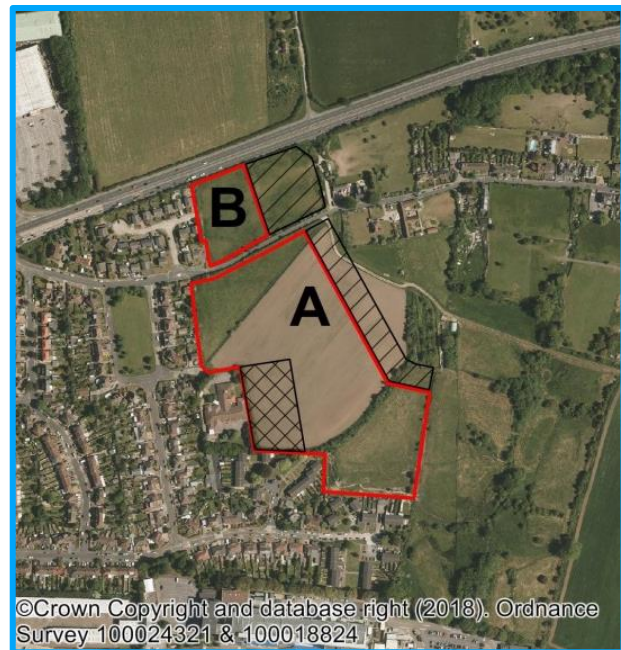 B
A
©Crown Copyright and database right (2018). Ordnance
Survey 100024321 & 100018824